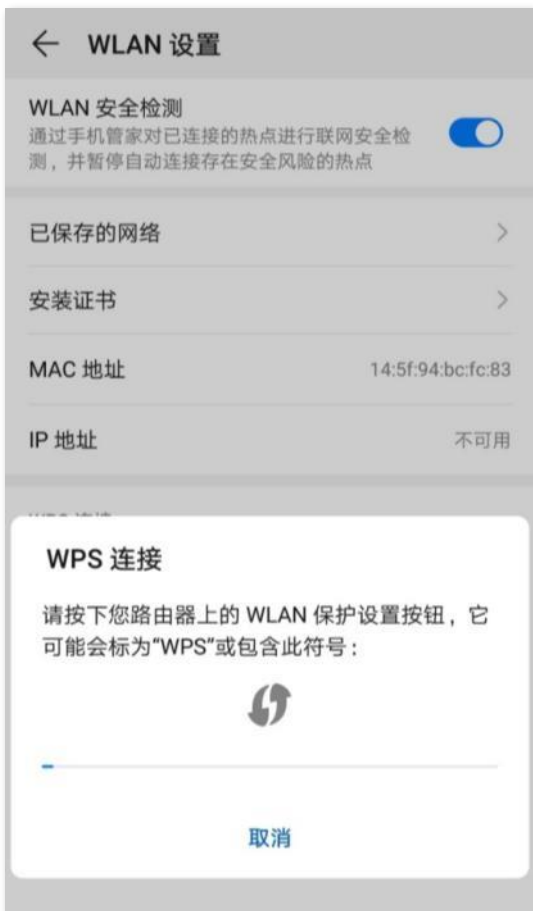 WLAN 设置
WLAN 安全检测
通过手机管家对已连接的热点进行联网安全检
测，并暂停自动连接存在安全风险的热点
已保存的网络
安装证书
MAC 地址 14:5f:94:bc:fc:83
IP 地址 不可用
WPS 连接
请按下您路由器上的 WLAN 保护设置按钮，它
可能会标为“WPS”或包含此符号：
取消